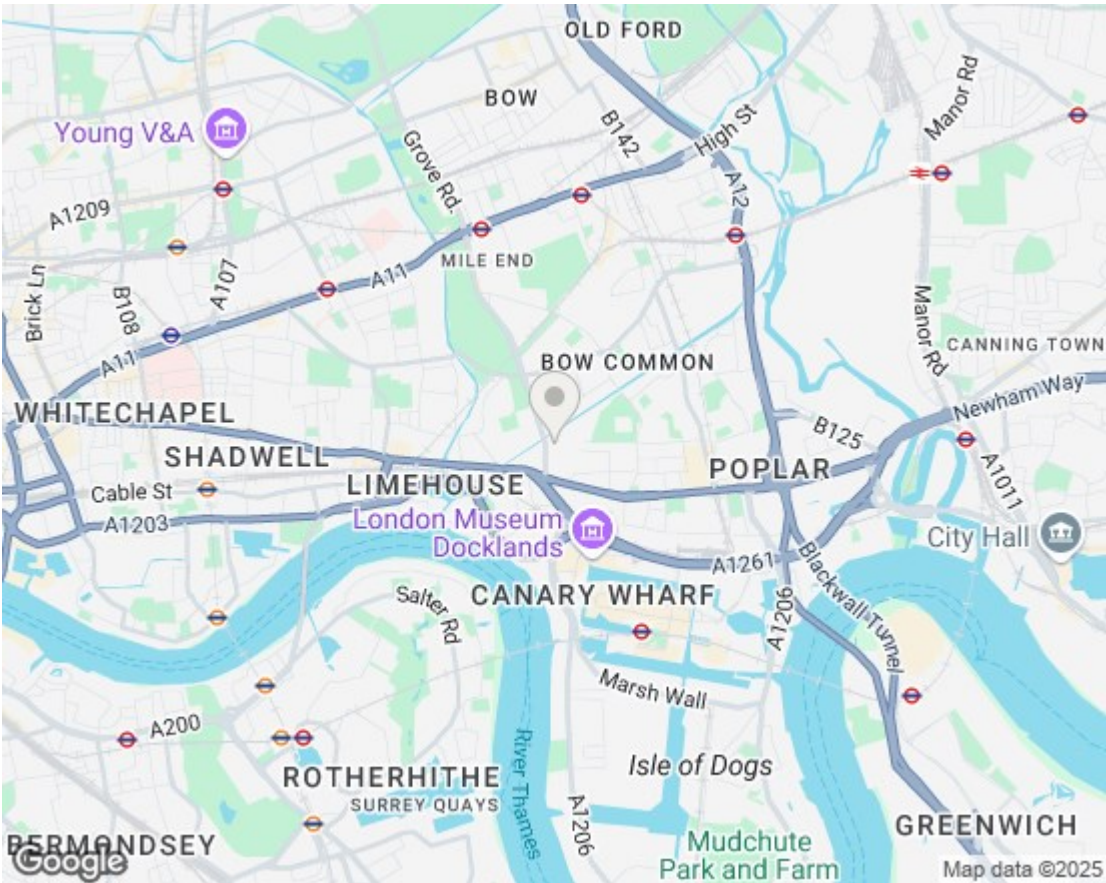 OLD FORD
BOW
Young V&A
Grove Rd.
B142
High St
Manor Rd
A12
A1209
MILE END
A107
A11
Brick Ln
B108
A11
Manor Rd
CANNING TOWN
BOW COMMON
Newham Way
WHITECHAPEL
B125
SHADWELL
POPLAR
LIMEHOUSE
Cable St
A1011
A1203
London Museum
Docklands
City Hall
A1261
CANARY WHARF
Salter Rd
A1206
Blackwall Tunnel
Marsh Wall
A200
River Thames
Isle of Dogs
ROTHERHITHE
SURREY QUAYS
A1206
GREENWICH
BERMONDSEY
Mudchute
Park and Farm
Google
Map data ©2025